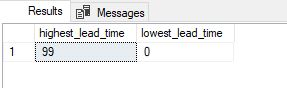 Results Messages
highest_lead_time lowest_lead_time
1 99 0